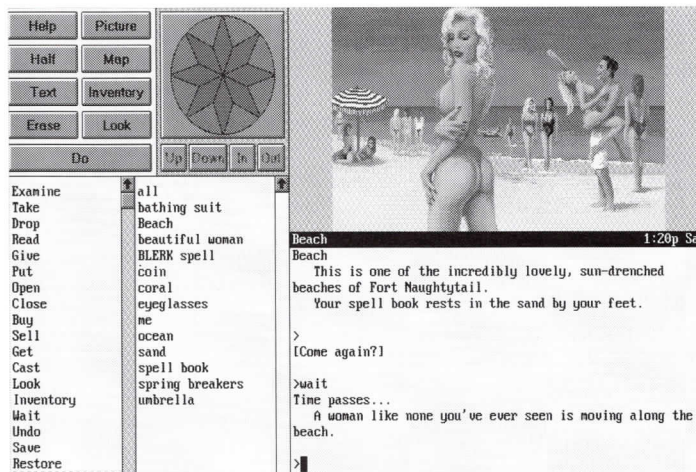 Help Picture
Half Map
Text Inventory
Erase Look
Do Up Down In Out
Examine
Take
Drop
Read
Give
Put
Open
Close
Buy
Sell
Get
Cast
Look
Inventory
Wait
Undo
Save
Restore
all
bathing suit
Beach
beautiful woman
BLERK spell
coin
coral
eyeglasses
me
ocean
sand
spell book
spring breakers
umbrella
Beach 1:20p Sa
Beach
This is one of the incredibly lovely, sun-drenched
beaches of Fort Naughtytail.
Your spell book rests in the sand by your feet.
>
[Come again?]
>wait
Time passes...
A woman like none you've ever seen is moving along the
beach.
>